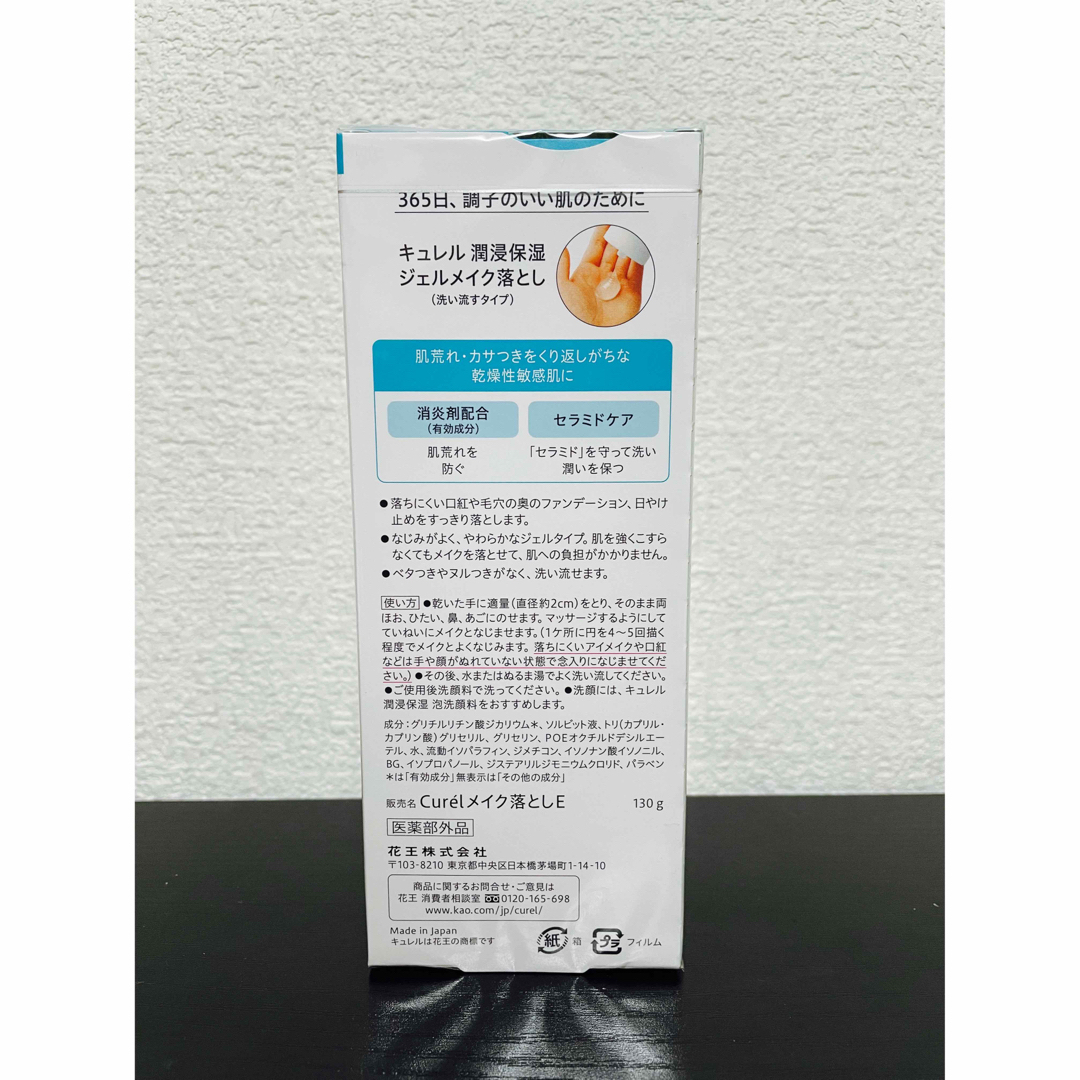 365日、調子のいい肌のために
キュレル 潤浸保湿
ジェルメイク落とし
(洗い流すタイプ)
肌荒れ・カサつきをくり返しがちな
乾燥性敏感肌に
消炎剤配合
(有効成分)
セラミドケア
肌荒れを
防ぐ
「セラミド」を守って洗い
潤いを保つ
●落ちにくい口紅や毛穴の奥のファンデーション、日やけ
止めをすっきり落とします。
●なじみがよく、やわらかなジェルタイプ。肌を強くこすら
なくてもメイクを落とせて、肌への負担がかかりません。
●ベタつきやヌルつきがなく、洗い流せます。
使い方 ●乾いた手に適量(直径約2cm)をとり、そのまま両
ほお、ひたい、鼻、あごにのせます。マッサージするようにして
ていねいにメイクとなじませます。(1ケ所に円を4〜5回描く
程度でメイクとよくなじみます。落ちにくいアイメイクや口紅
などは手や顔がぬれていない状態で念入りになじませてくだ
さい。)●その後、水またはぬるま湯でよく洗い流してください。
●ご使用後洗顔料で洗ってください。●洗顔には、キュレル
潤浸保湿 泡洗顔料をおすすめします。
成分:グリチルリチン酸ジカリウム*、ソルビット液、トリ(カプリル・
カプリン酸)グリセリル、グリセリン、POEオクチルドデシルエー
テル、水、流動イソパラフィン、ジメチコン、イソノナン酸イソノニル、
BG、イソプロパノール、ジステアリルジモニウムクロリド、パラベン
*は「有効成分」無表示は「その他の成分」
販売名 Curélメイク落としE 130g
医薬部外品
花王株式会社
〒103-8210 東京都中央区日本橋茅場町1-14-10
商品に関するお問合せ・ご意見は
花王 消費者相談室 0120-165-698
www.kao.com/jp/curel/
Made in Japan
キュレルは花王の商標です
紙 箱 プラ フィルム